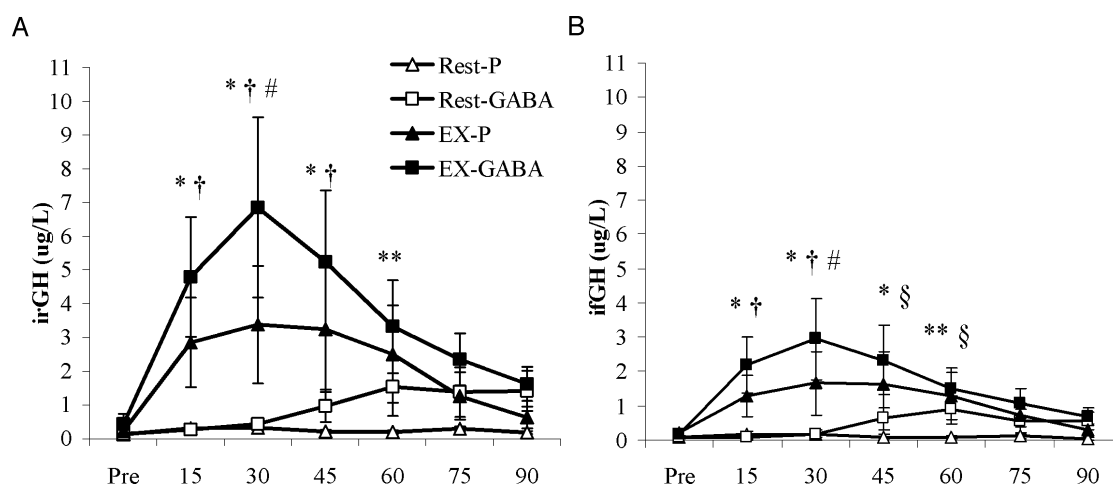 A
irGH (ug/L)
11
10
9
8
7
6
5
4
3
2
1
0
Pre 15 30 45 60 75 90
* † #
* †
* †
**
Rest-P
Rest-GABA
EX-P
EX-GABA
B
ifGH (ug/L)
11
10
9
8
7
6
5
4
3
2
1
0
Pre 15 30 45 60 75 90
* † #
* †
* §
** §